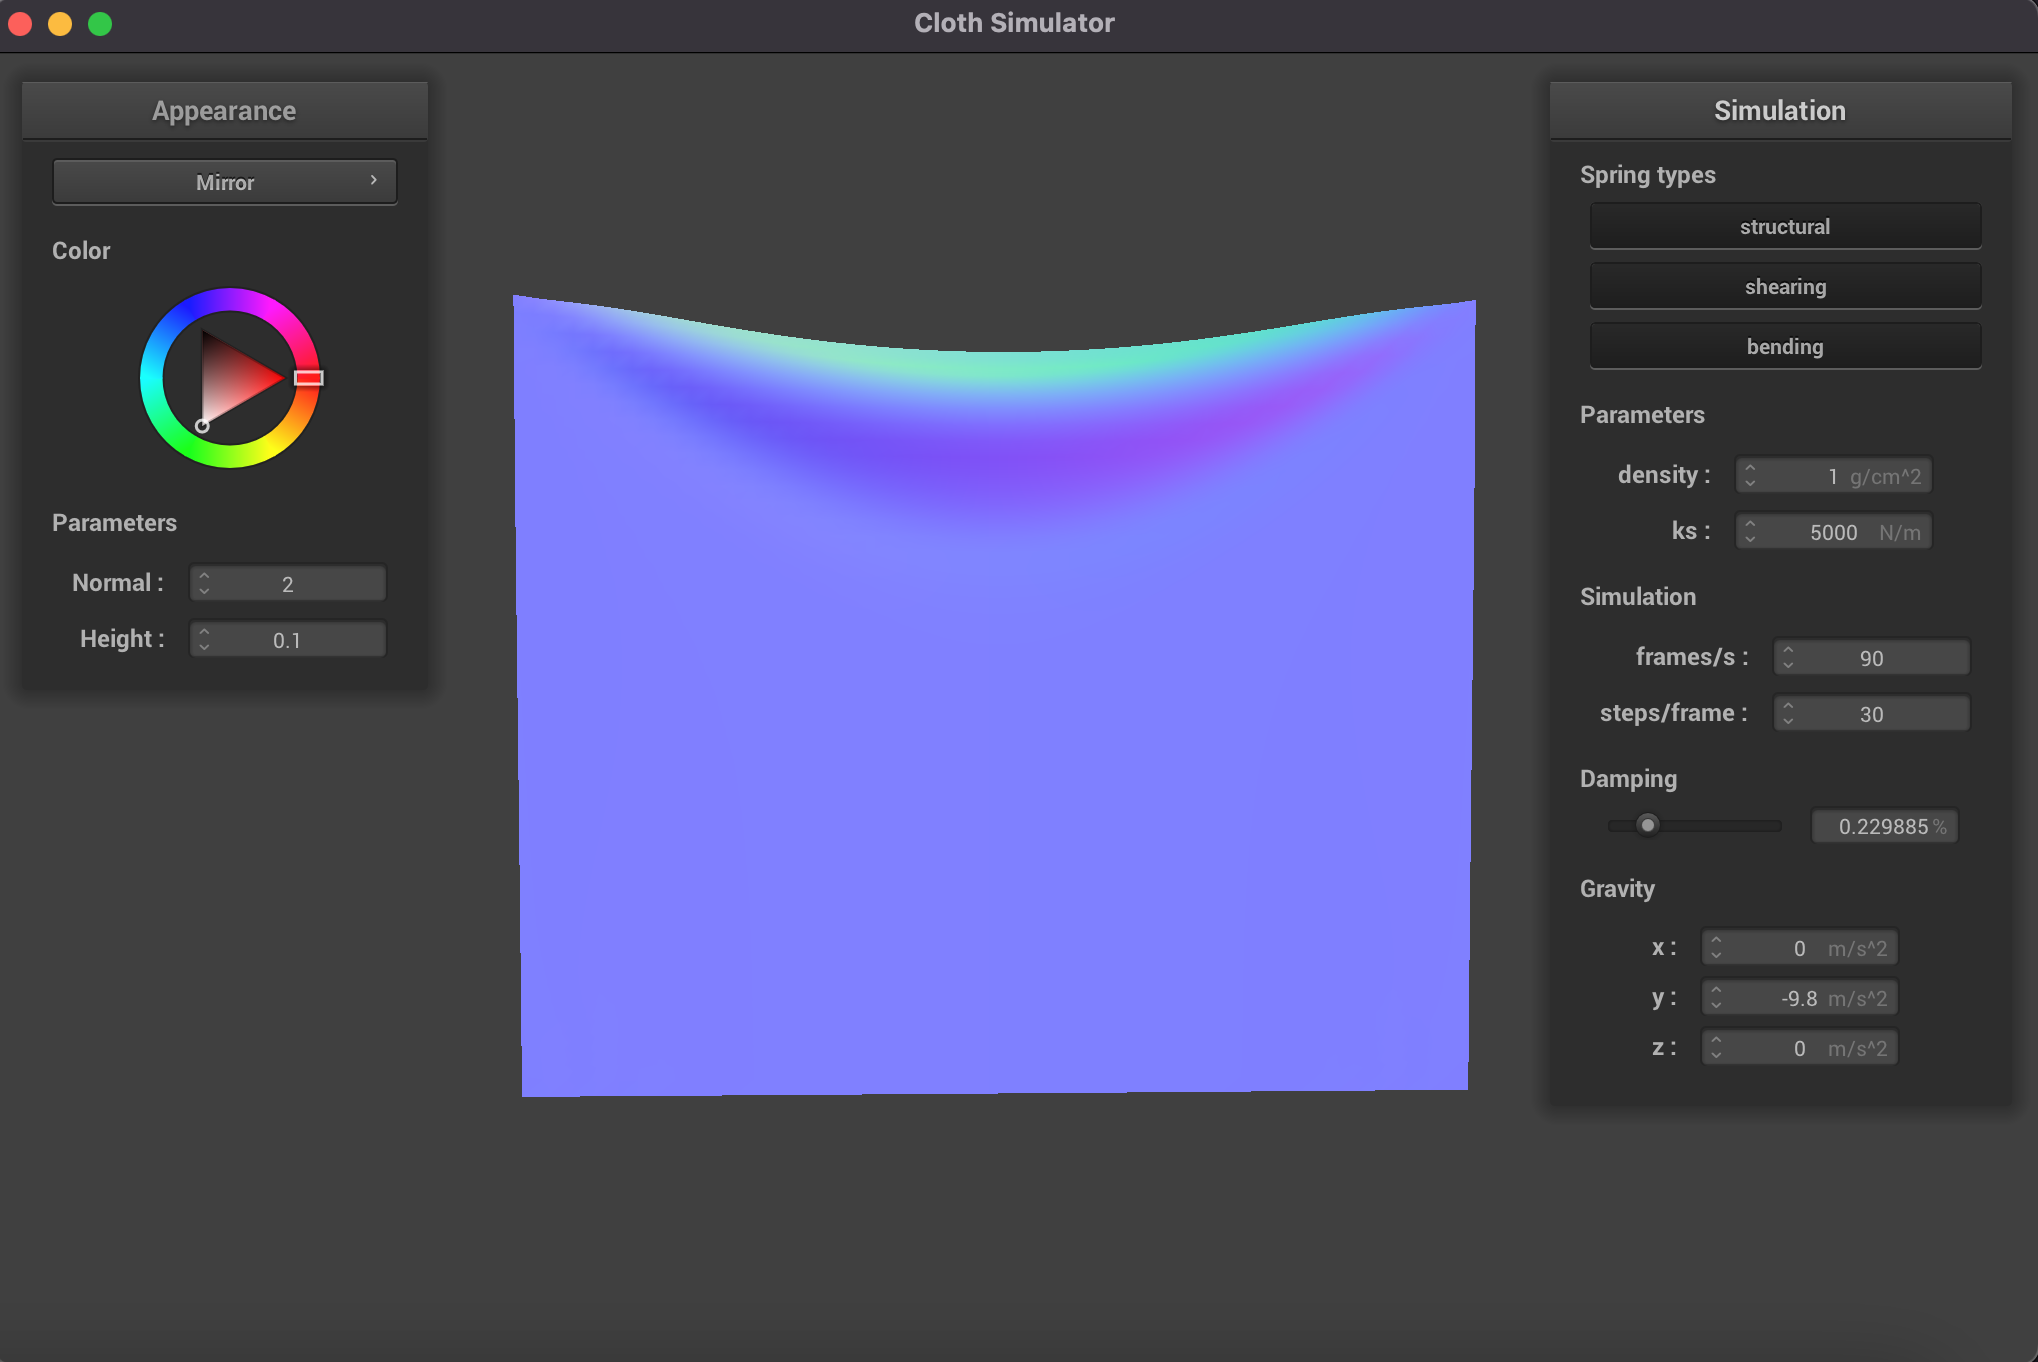 Cloth Simulator
Appearance
Mirror
Color
Parameters
Normal : 2
Height : 0.1
Simulation
Spring types
structural
shearing
bending
Parameters
density : 1 g/cm^2
ks : 5000 N/m
Simulation
frames/s : 90
steps/frame : 30
Damping
0.229885 %
Gravity
x : 0 m/s^2
y : -9.8 m/s^2
z : 0 m/s^2